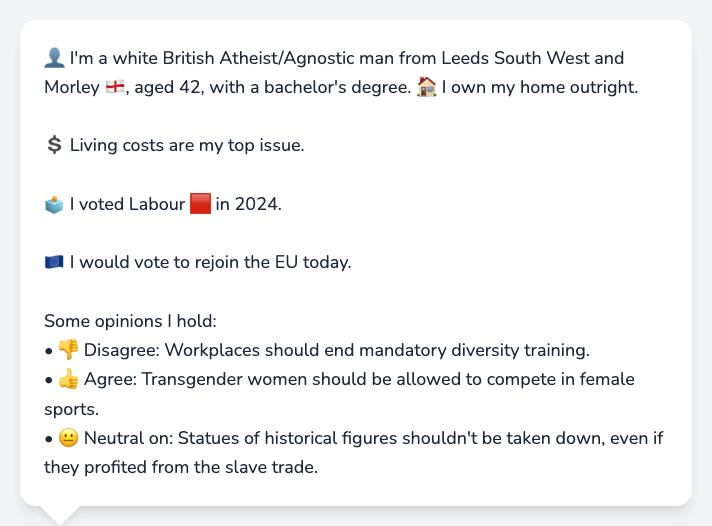 👤 I'm a white British Atheist/Agnostic man from Leeds South West and
Morley 🏴󠁧󠁢󠁥󠁮󠁧󠁿, aged 42, with a bachelor's degree. 🏠 I own my home outright.
💲 Living costs are my top issue.
🗳️ I voted Labour 🟥 in 2024.
🇪🇺 I would vote to rejoin the EU today.
Some opinions I hold:
• 👎 Disagree: Workplaces should end mandatory diversity training.
• 👍 Agree: Transgender women should be allowed to compete in female
sports.
• 😐 Neutral on: Statues of historical figures shouldn't be taken down, even if
they profited from the slave trade.